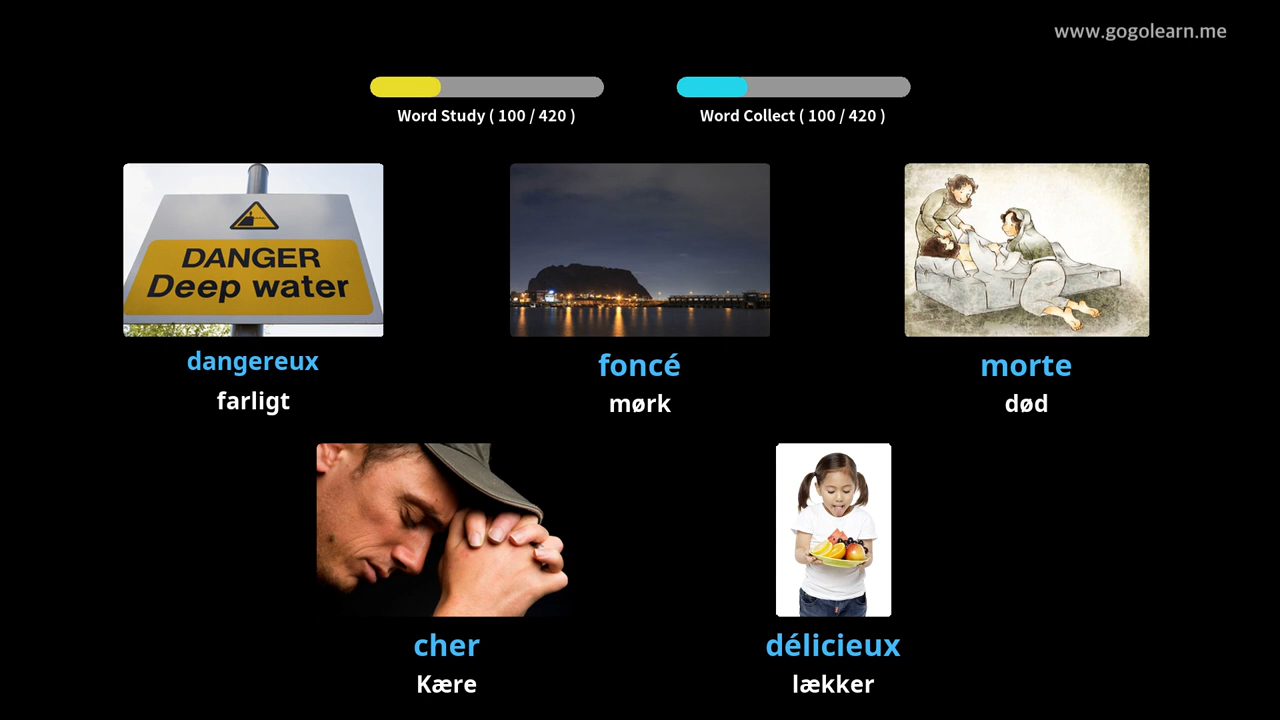 www.gogolearn.me
Word Study ( 100 / 420 )
Word Collect ( 100 / 420 )
DANGER
Deep water
dangereux
farligt
foncé
mørk
morte
død
cher
Kære
délicieux
lækker